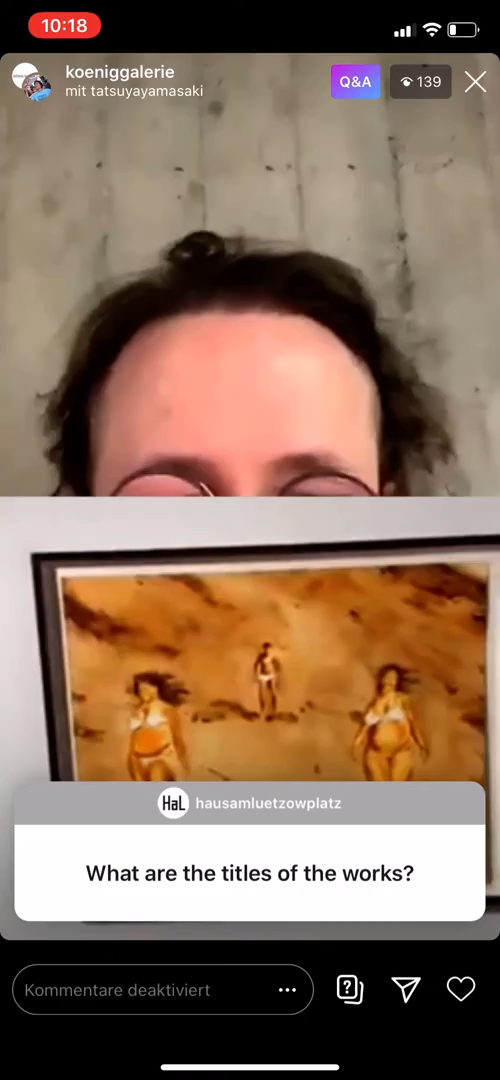 10:18
koeniggalerie
mit tatsuyayamasaki
Q&A
139
HaL hausamluetzowplatz
What are the titles of the works?
Kommentare deaktiviert